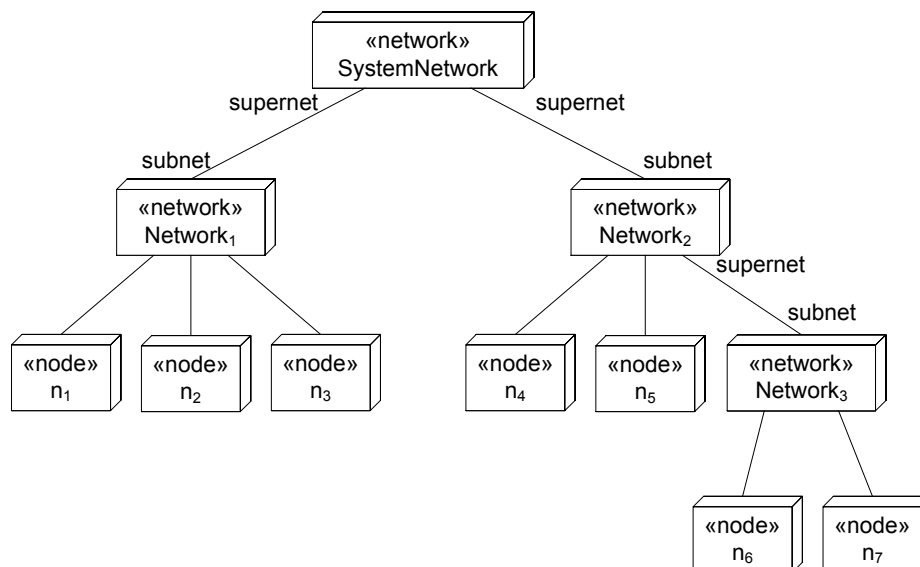 «network»
SystemNetwork
supernet
supernet
subnet
subnet
«network»
Network₁
«network»
Network₂
supernet
subnet
«node»
n₁
«node»
n₂
«node»
n₃
«node»
n₄
«node»
n₅
«network»
Network₃
«node»
n₆
«node»
n₇